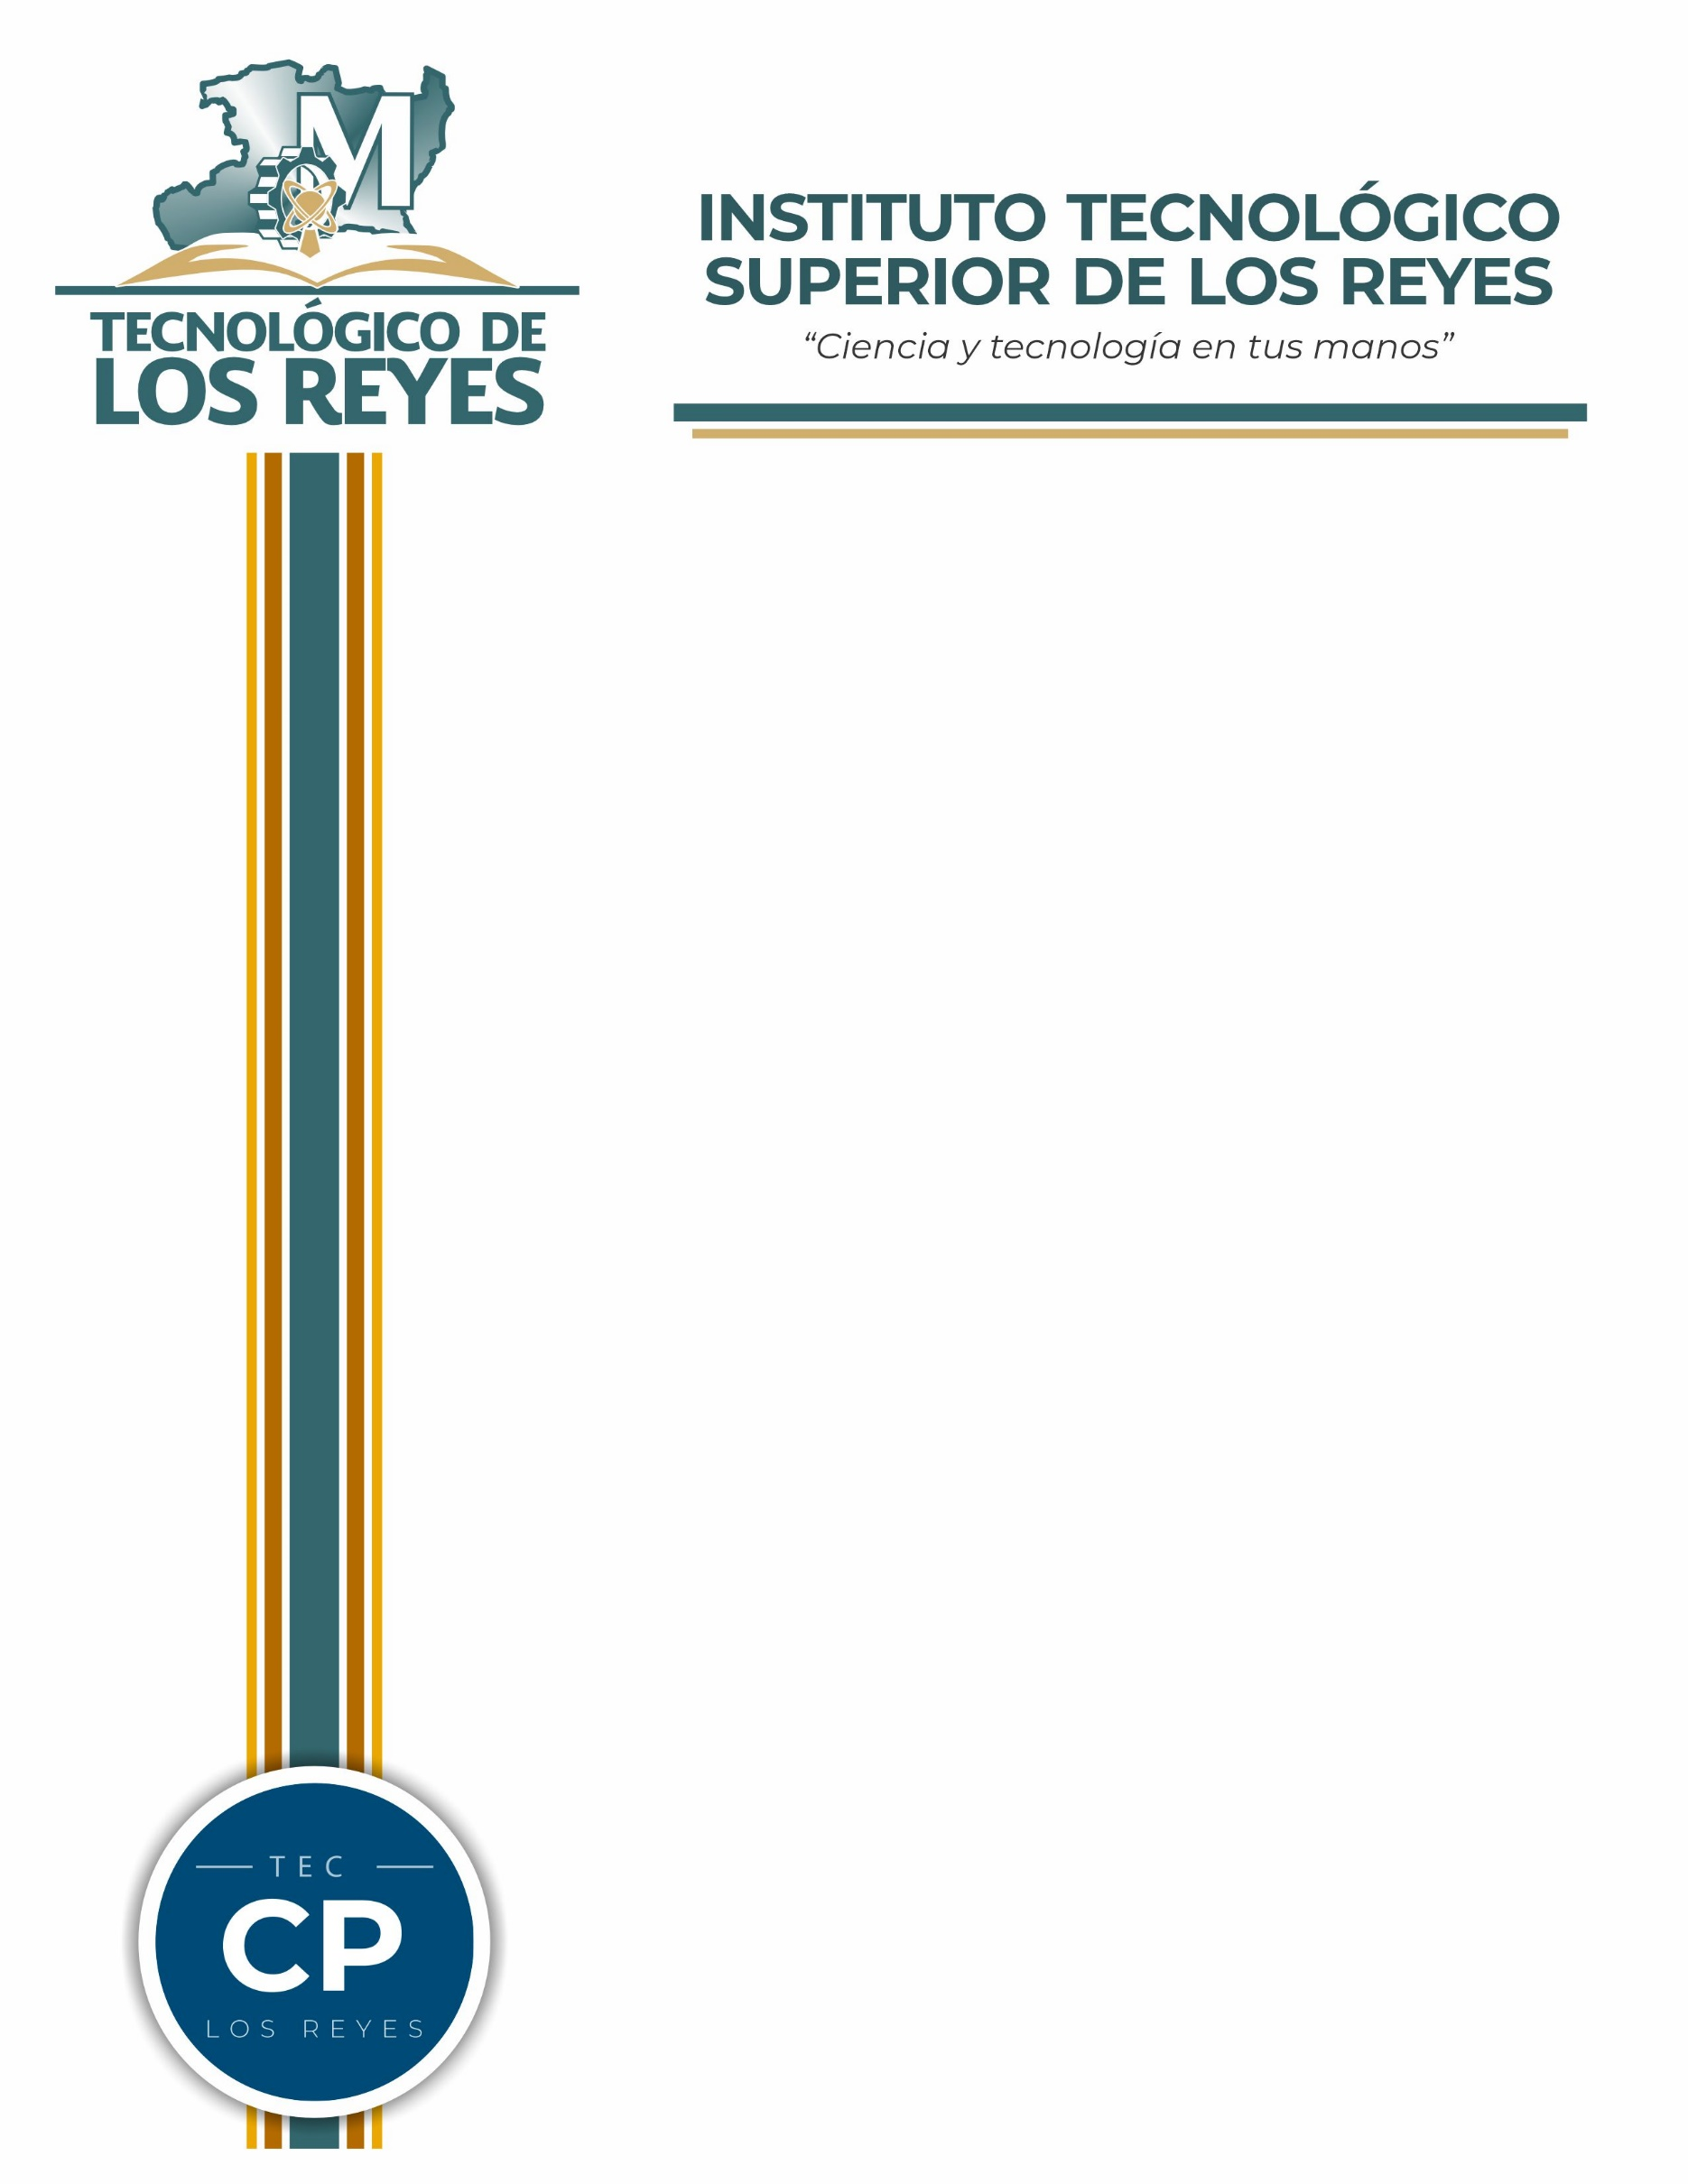 M
TECNOLÓGICO DE
LOS REYES
INSTITUTO TECNOLÓGICO
SUPERIOR DE LOS REYES
“Ciencia y tecnología en tus manos”
TEC
CP
LOS REYES